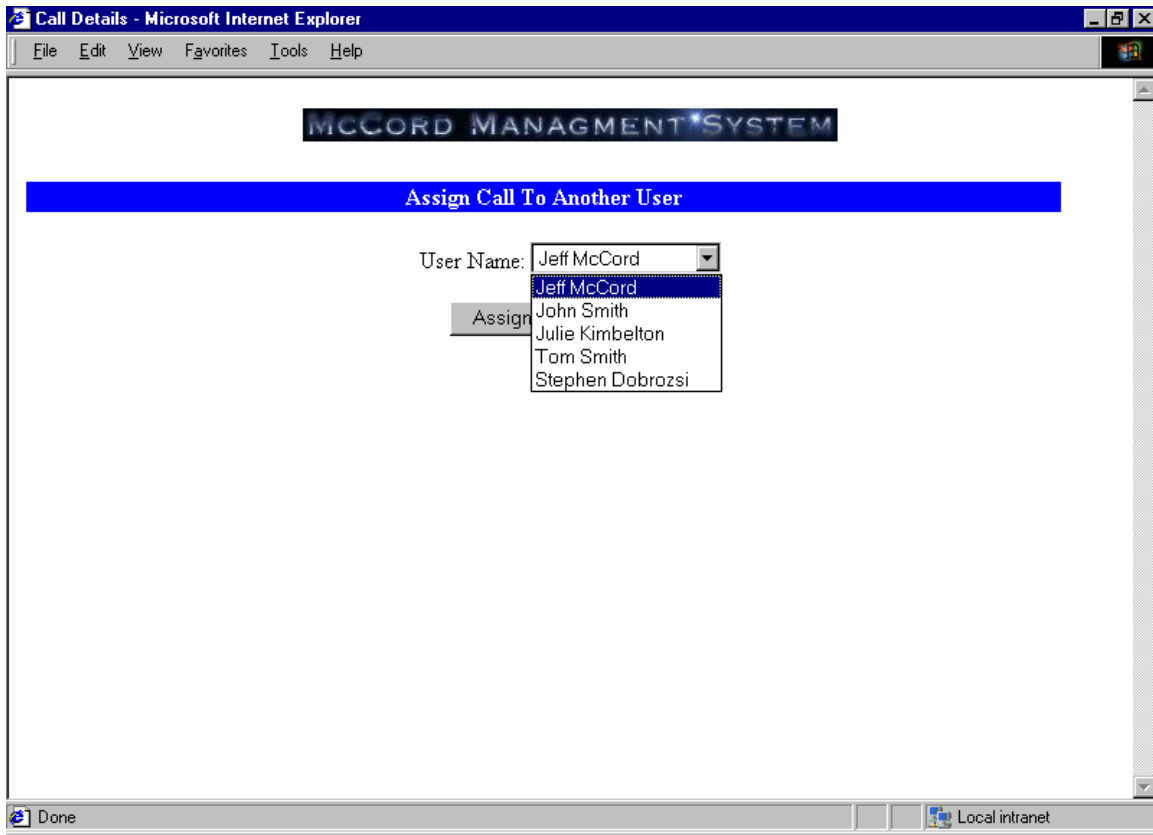 Call Details - Microsoft Internet Explorer
File Edit View Favorites Tools Help
McCord Managment System
Assign Call To Another User
User Name: Jeff McCord
Jeff McCord
John Smith
Assign
Julie Kimbelton
Tom Smith
Stephen Dobrozsi
Done
Local intranet